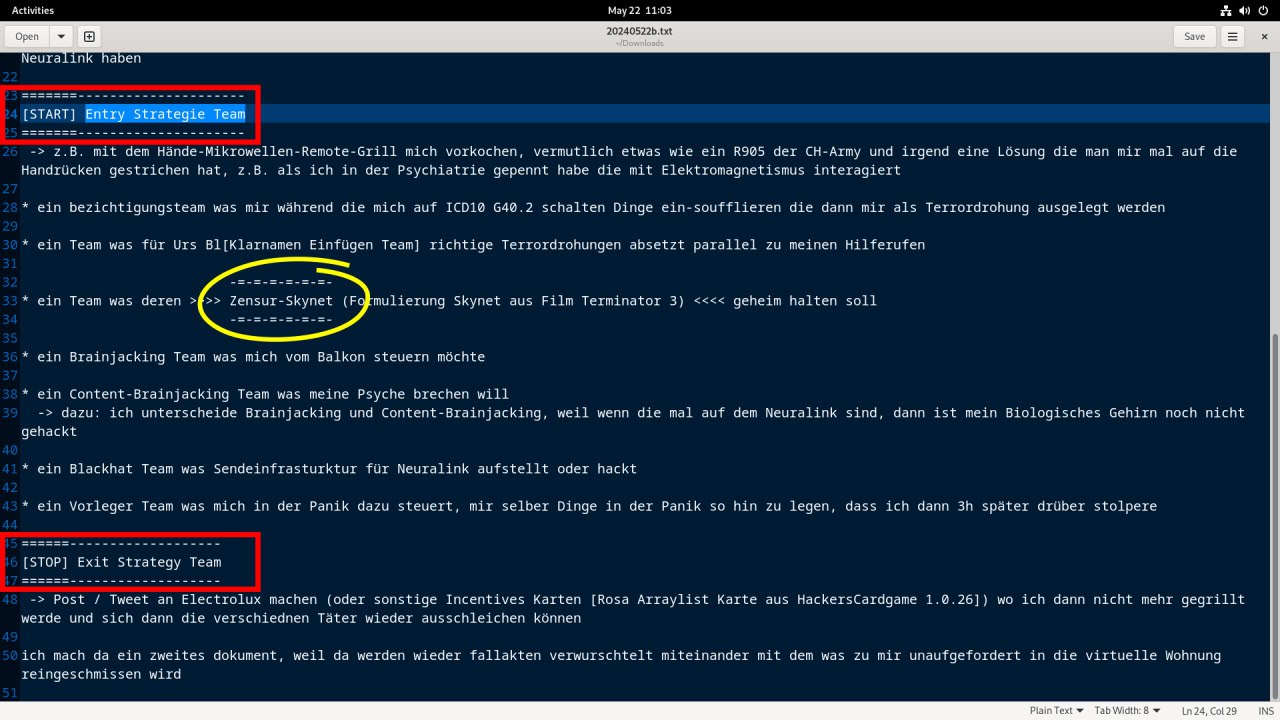 Activities
May 22 11:03
Open
20240522b.txt
~/Downloads
Save
Neuralink haben
22
23 =======---------------------
24 [START] Entry Strategie Team
25 =======---------------------
26 -> z.B. mit dem Hände-Mikrowellen-Remote-Grill mich vorkochen, vermutlich etwas wie ein R905 der CH-Army und irgend eine Lösung die man mir mal auf die
Handrücken gestrichen hat, z.B. als ich in der Psychiatrie gepennt habe die mit Elektromagnetismus interagiert
27
28 * ein bezichtigungsteam was mir während die mich auf ICD10 G40.2 schalten Dinge ein-soufflieren die dann mir als Terrordrohung ausgelegt werden
29
30 * ein Team was für Urs Bl[Klarnamen Einfügen Team] richtige Terrordrohungen absetzt parallel zu meinen Hilferufen
31
32 -=-=-=-=-=-=-
33 * ein Team was deren >>>> Zensur-Skynet (Formulierung Skynet aus Film Terminator 3) <<<< geheim halten soll
34 -=-=-=-=-=-=-
35
36 * ein Brainjacking Team was mich vom Balkon steuern möchte
37
38 * ein Content-Brainjacking Team was meine Psyche brechen will
39 -> dazu: ich unterscheide Brainjacking und Content-Brainjacking, weil wenn die mal auf dem Neuralink sind, dann ist mein Biologisches Gehirn noch nicht
gehackt
40
41 * ein Blackhat Team was Sendeinfrasturktur für Neuralink aufstellt oder hackt
42
43 * ein Vorleger Team was mich in der Panik dazu steuert, mir selber Dinge in der Panik so hin zu legen, dass ich dann 3h später drüber stolpere
44
45 ======-------------------
46 [STOP] Exit Strategy Team
47 ======-------------------
48 -> Post / Tweet an Electrolux machen (oder sonstige Incentives Karten [Rosa Arraylist Karte aus HackersCardgame 1.0.26]) wo ich dann nicht mehr gegrillt
werde und sich dann die verschiednen Täter wieder ausschleichen können
49
50 ich mach da ein zweites dokument, weil da werden wieder fallakten verwurschtelt miteinander mit dem was zu mir unaufgefordert in die virtuelle Wohnung
reingeschmissen wird
51
Plain Text
Tab Width: 8
Ln 24, Col 29
INS